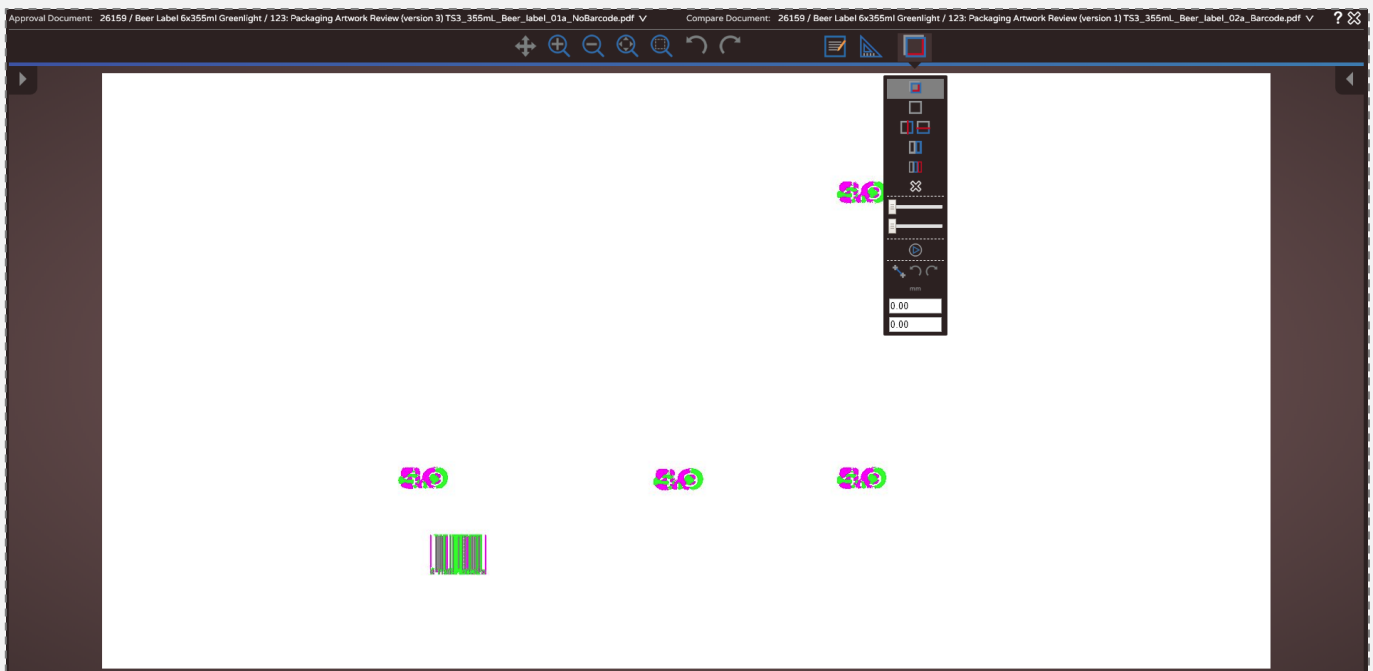 Approval Document: 26159 / Beer Label 6x355ml Greenlight / 123: Packaging Artwork Review (version 3) TS3_355mL_Beer_label_01a_NoBarcode.pdf
Compare Document: 26159 / Beer Label 6x355ml Greenlight / 123: Packaging Artwork Review (version 1) TS3_355mL_Beer_label_02a_Barcode.pdf
?
mm
0.00
0.00